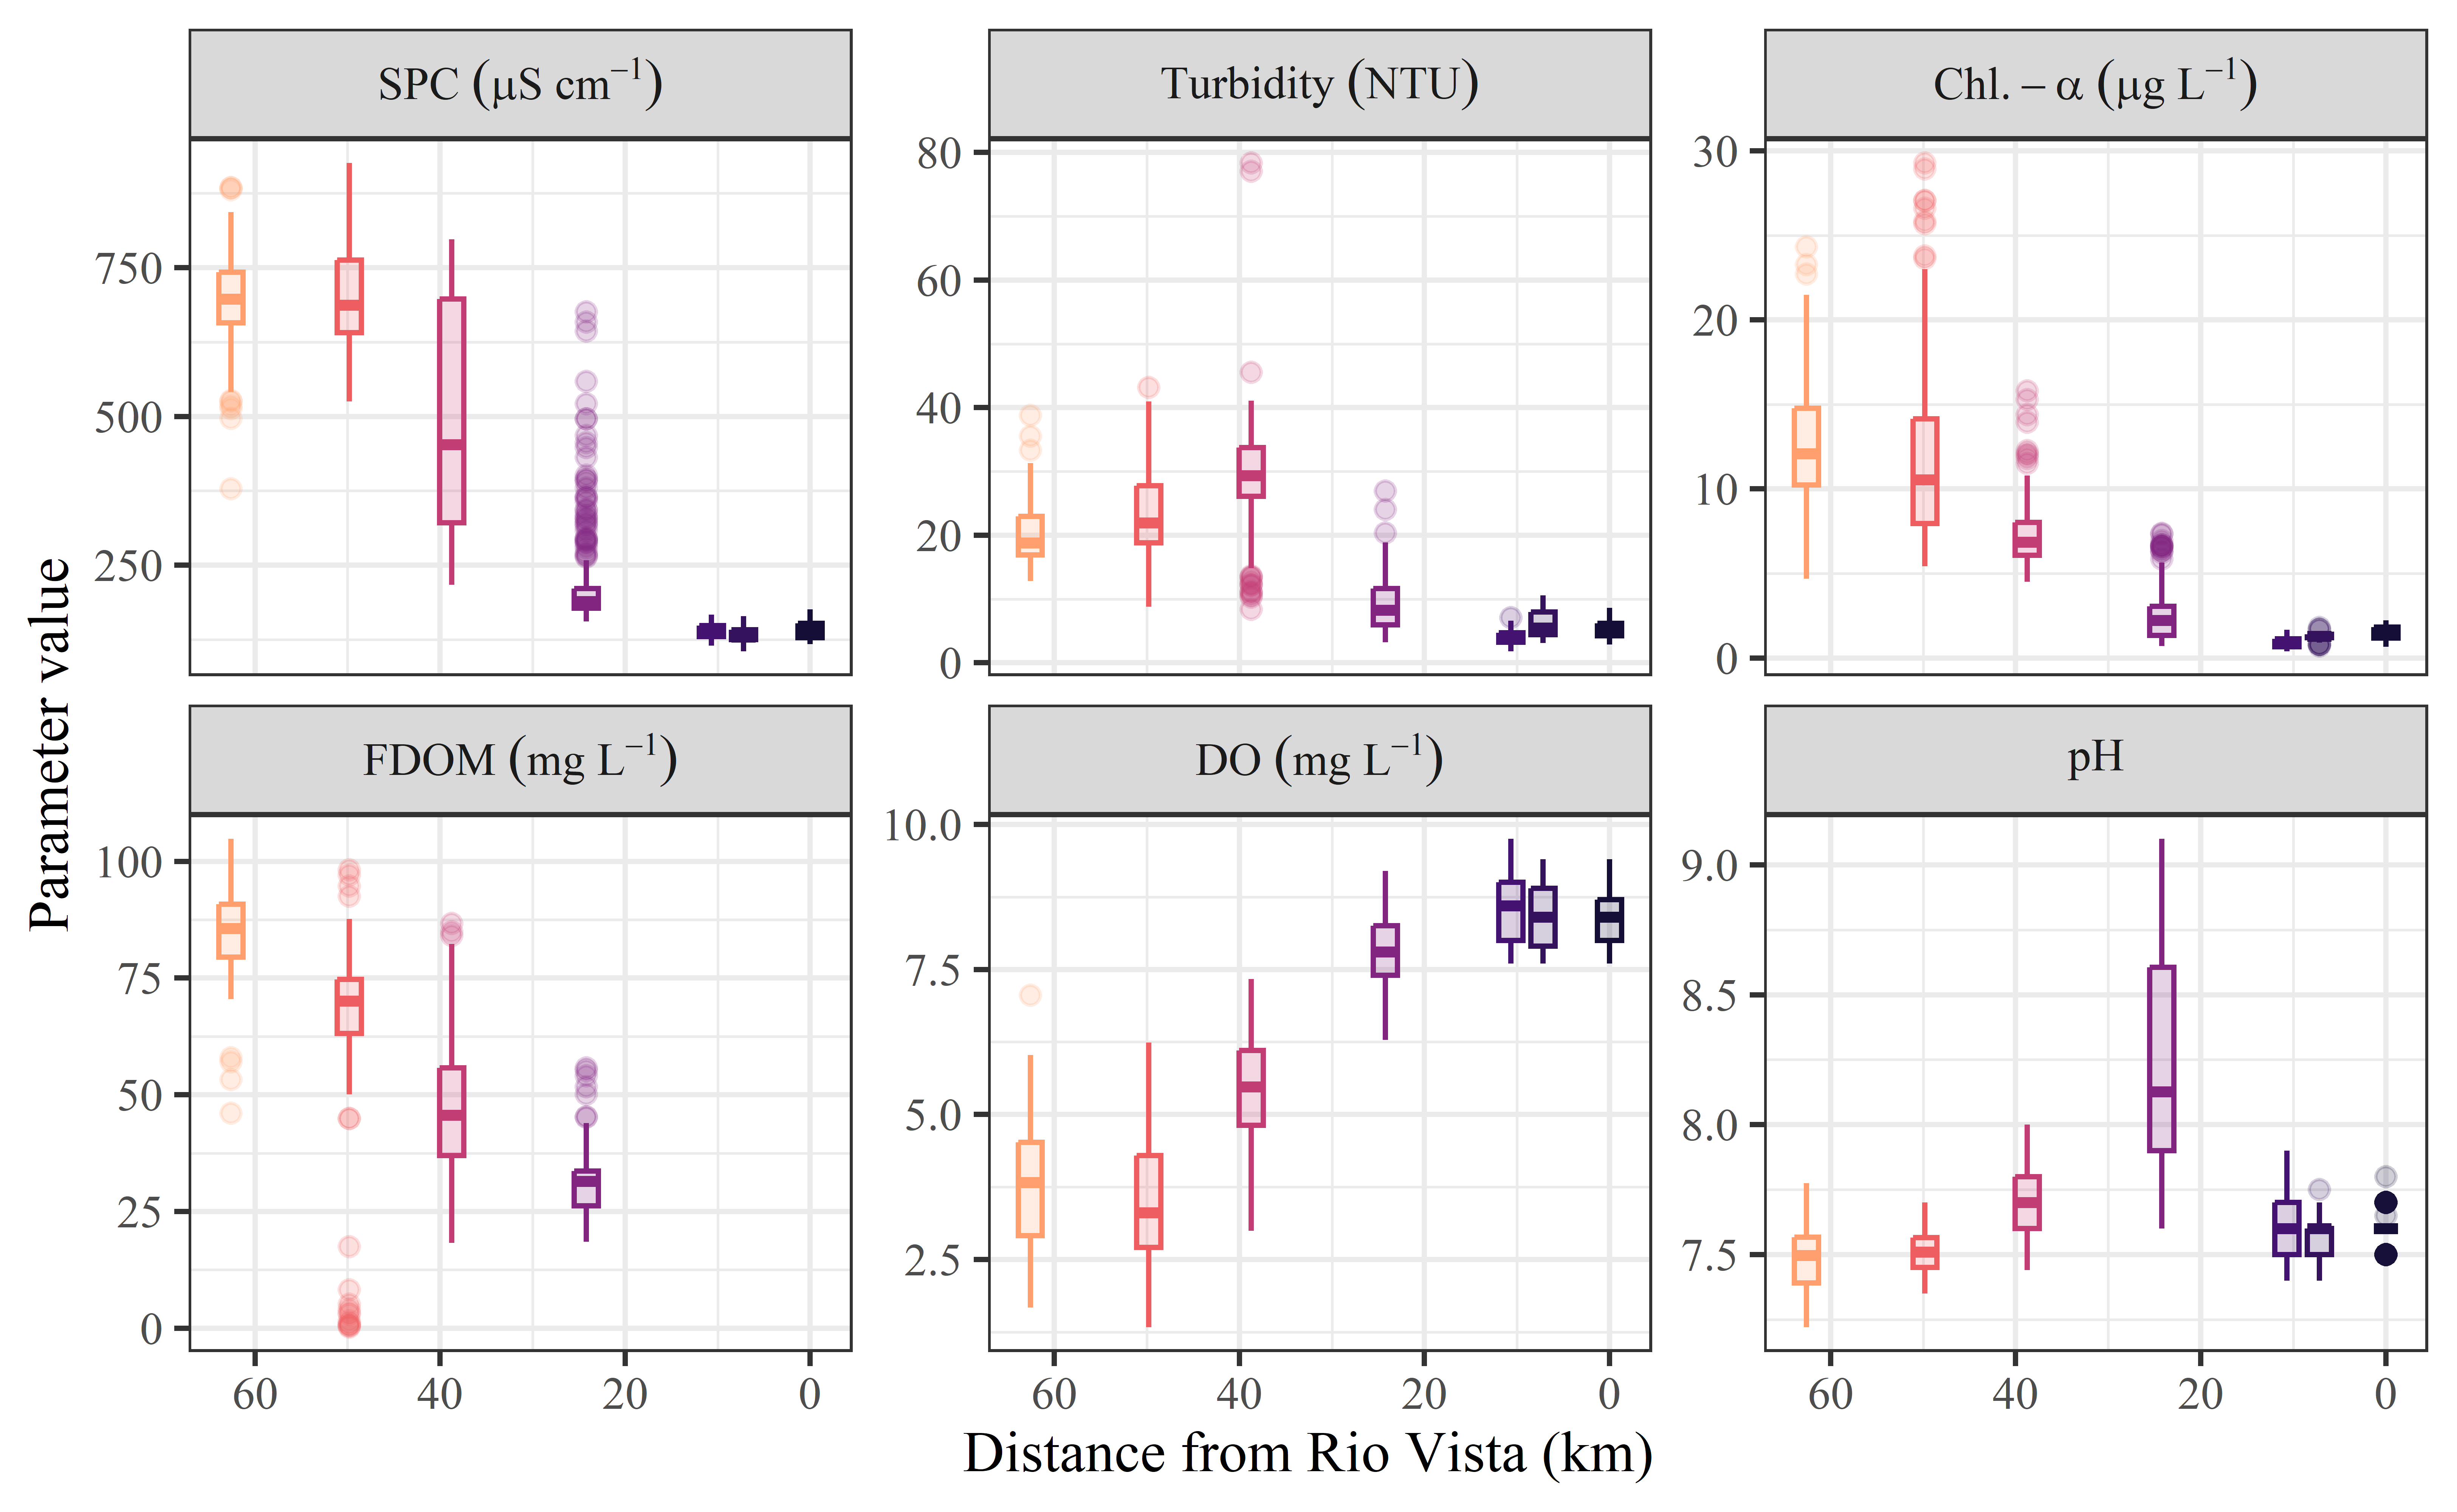 SPC (μS cm⁻¹)
Turbidity (NTU)
Chl. – α (μg L⁻¹)
750
500
250
80
60
40
20
0
30
20
10
0
Parameter value
FDOM (mg L⁻¹)
DO (mg L⁻¹)
pH
100
75
50
25
0
10.0
7.5
5.0
2.5
9.0
8.5
8.0
7.5
60 40 20 0
60 40 20 0
60 40 20 0
Distance from Rio Vista (km)